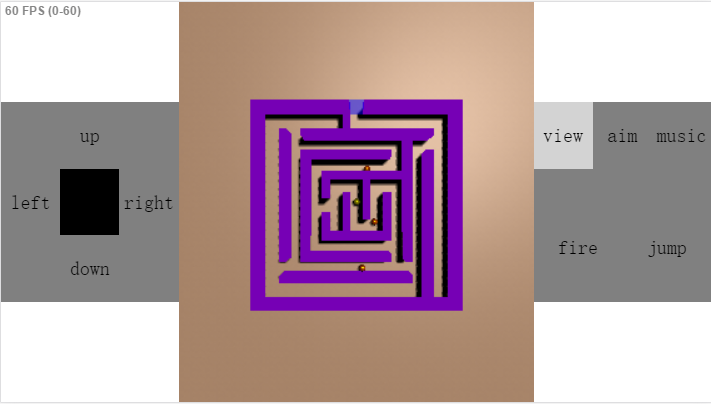 60 FPS (0-60)
up
view aim music
left right
fire jump
down